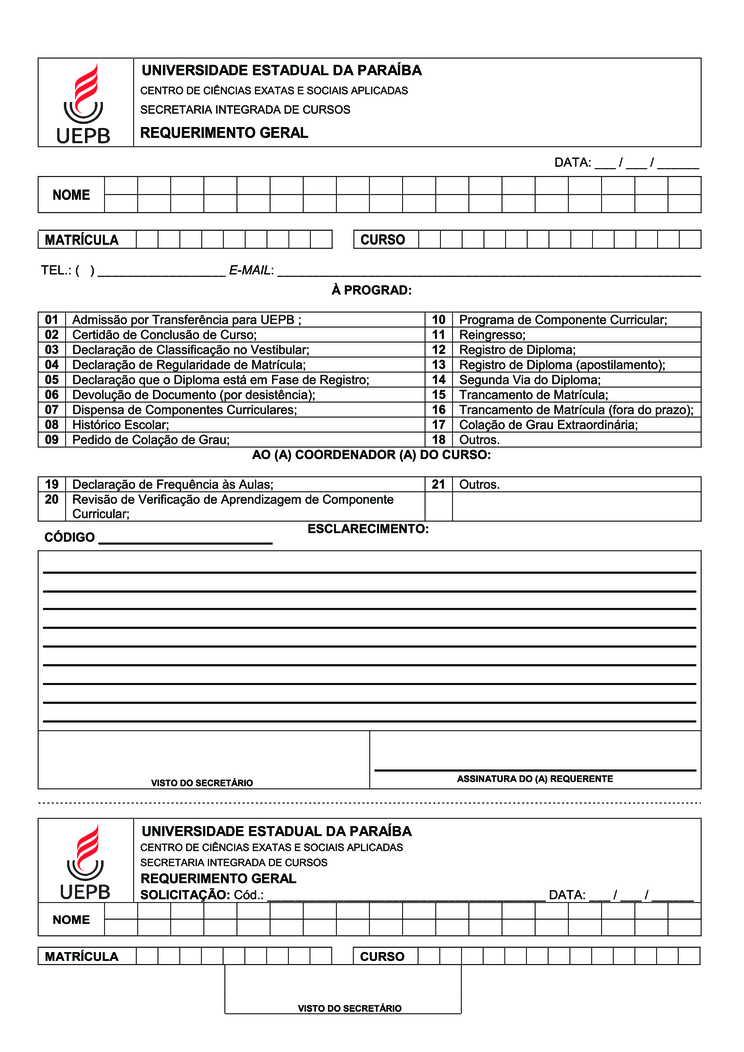 UEPB
UNIVERSIDADE ESTADUAL DA PARAÍBA
CENTRO DE CIÊNCIAS EXATAS E SOCIAIS APLICADAS
SECRETARIA INTEGRADA DE CURSOS
REQUERIMENTO GERAL
DATA: ___ / ___ / ______
NOME
MATRÍCULA CURSO
TEL.: ( ) __________________ E-MAIL: ____________________________________________________________
À PROGRAD:
01 Admissão por Transferência para UEPB ; 10 Programa de Componente Curricular;
02 Certidão de Conclusão de Curso; 11 Reingresso;
03 Declaração de Classificação no Vestibular; 12 Registro de Diploma;
04 Declaração de Regularidade de Matrícula; 13 Registro de Diploma (apostilamento);
05 Declaração que o Diploma está em Fase de Registro; 14 Segunda Via do Diploma;
06 Devolução de Documento (por desistência); 15 Trancamento de Matrícula;
07 Dispensa de Componentes Curriculares; 16 Trancamento de Matrícula (fora do prazo);
08 Histórico Escolar; 17 Colação de Grau Extraordinária;
09 Pedido de Colação de Grau; 18 Outros.
AO (A) COORDENADOR (A) DO CURSO:
19 Declaração de Frequência às Aulas; 21 Outros.
20 Revisão de Verificação de Aprendizagem de Componente
Curricular;
ESCLARECIMENTO:
CÓDIGO ________________________
VISTO DO SECRETÁRIO ASSINATURA DO (A) REQUERENTE
UEPB
UNIVERSIDADE ESTADUAL DA PARAÍBA
CENTRO DE CIÊNCIAS EXATAS E SOCIAIS APLICADAS
SECRETARIA INTEGRADA DE CURSOS
REQUERIMENTO GERAL
SOLICITAÇÃO: Cód.: ________________________________________ DATA: ___ / ___ / ______
NOME
MATRÍCULA CURSO
VISTO DO SECRETÁRIO